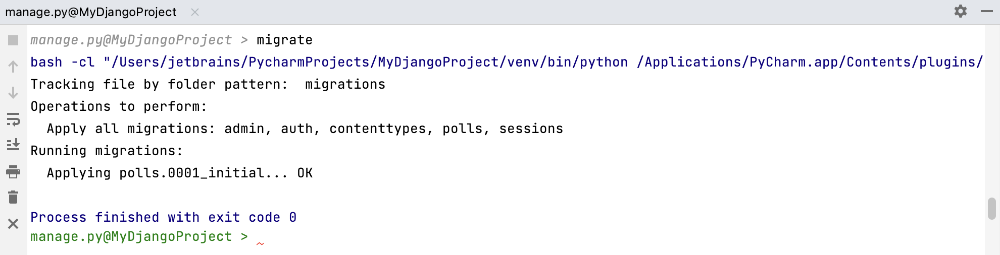 manage.py@MyDjangoProject
manage.py@MyDjangoProject > migrate
bash -cl "/Users/jetbrains/PycharmProjects/MyDjangoProject/venv/bin/python /Applications/PyCharm.app/Contents/plugins/
Tracking file by folder pattern:  migrations
Operations to perform:
  Apply all migrations: admin, auth, contenttypes, polls, sessions
Running migrations:
  Applying polls.0001_initial... OK
Process finished with exit code 0
manage.py@MyDjangoProject >